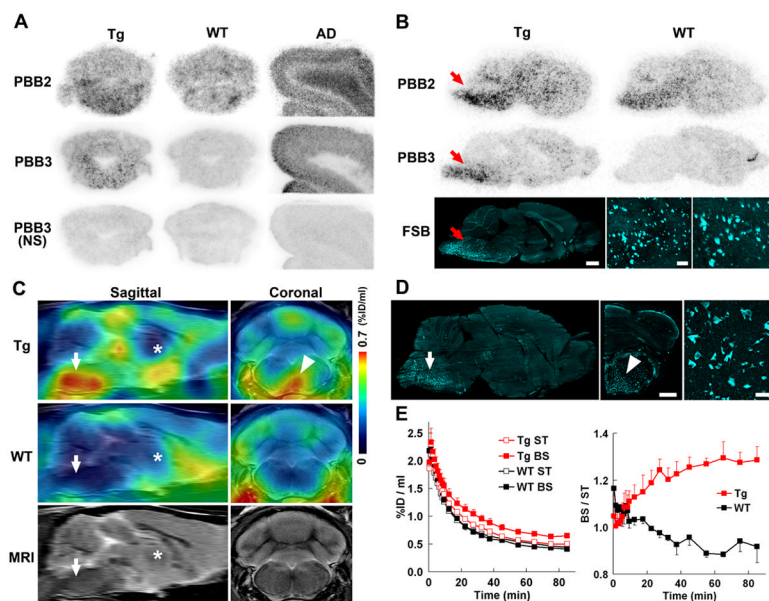 A
Tg WT AD
PBB2
PBB3
PBB3
(NS)
B
Tg WT
PBB2
PBB3
FSB
C
Sagittal Coronal
Tg
WT
MRI
(%ID/ml)
0.7
0
D
E
%ID / ml
2.5
2.0
1.5
1.0
0.5
0.0
Tg ST
Tg BS
WT ST
WT BS
0 20 40 60 80
Time (min)
BS / ST
1.4
1.2
1.0
0.8
Tg
WT
0 20 40 60 80
Time (min)